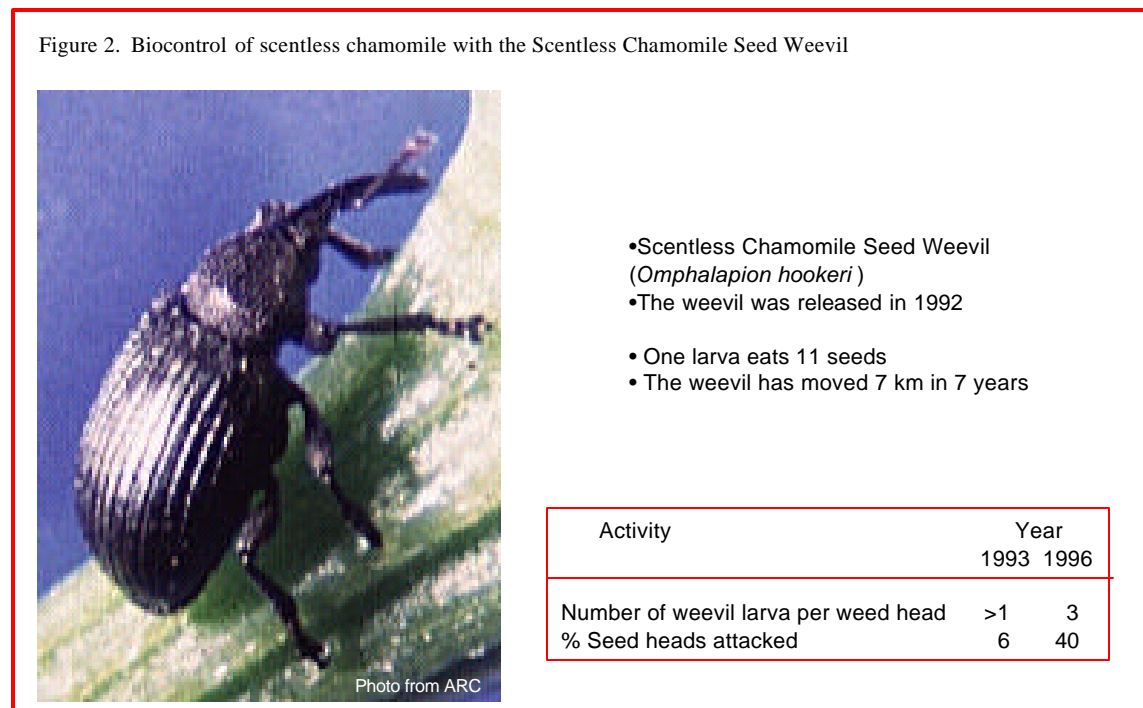 Figure 2. Biocontrol of scentless chamomile with the Scentless Chamomile Seed Weevil
•Scentless Chamomile Seed Weevil
(Omphalapion hookeri )
•The weevil was released in 1992
• One larva eats 11 seeds
• The weevil has moved 7 km in 7 years
Activity Year
1993 1996
Number of weevil larva per weed head >1 3
% Seed heads attacked 6 40
Photo from ARC